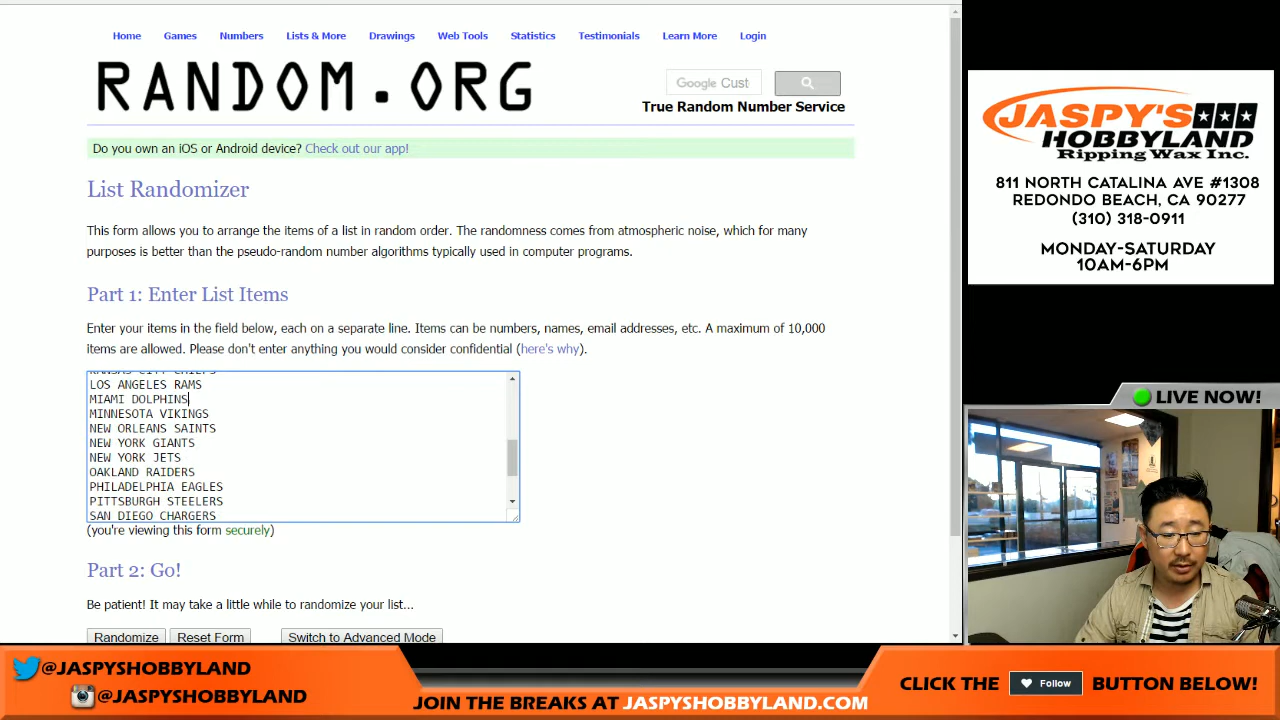 Home Games Numbers Lists & More Drawings Web Tools Statistics Testimonials Learn More Login
RANDOM.ORG
Google Cust
True Random Number Service
Do you own an iOS or Android device? Check out our app!
List Randomizer
This form allows you to arrange the items of a list in random order. The randomness comes from atmospheric noise, which for many
purposes is better than the pseudo-random number algorithms typically used in computer programs.
Part 1: Enter List Items
Enter your items in the field below, each on a separate line. Items can be numbers, names, email addresses, etc. A maximum of 10,000
items are allowed. Please don't enter anything you would consider confidential (here's why).
KANSAS CITY CHIEFS
LOS ANGELES RAMS
MIAMI DOLPHINS
MINNESOTA VIKINGS
NEW ORLEANS SAINTS
NEW YORK GIANTS
NEW YORK JETS
OAKLAND RAIDERS
PHILADELPHIA EAGLES
PITTSBURGH STEELERS
SAN DIEGO CHARGERS
(you're viewing this form securely)
Part 2: Go!
Be patient! It may take a little while to randomize your list...
Randomize Reset Form Switch to Advanced Mode
JASPY'S
HOBBYLAND
Ripping Wax Inc.
811 NORTH CATALINA AVE #1308
REDONDO BEACH, CA 90277
(310) 318-0911
MONDAY-SATURDAY
10AM-6PM
LIVE NOW!
@JASPYSHOBBYLAND
@JASPYSHOBBYLAND
JOIN THE BREAKS AT JASPYSHOBBYLAND.COM
CLICK THE Follow BUTTON BELOW!